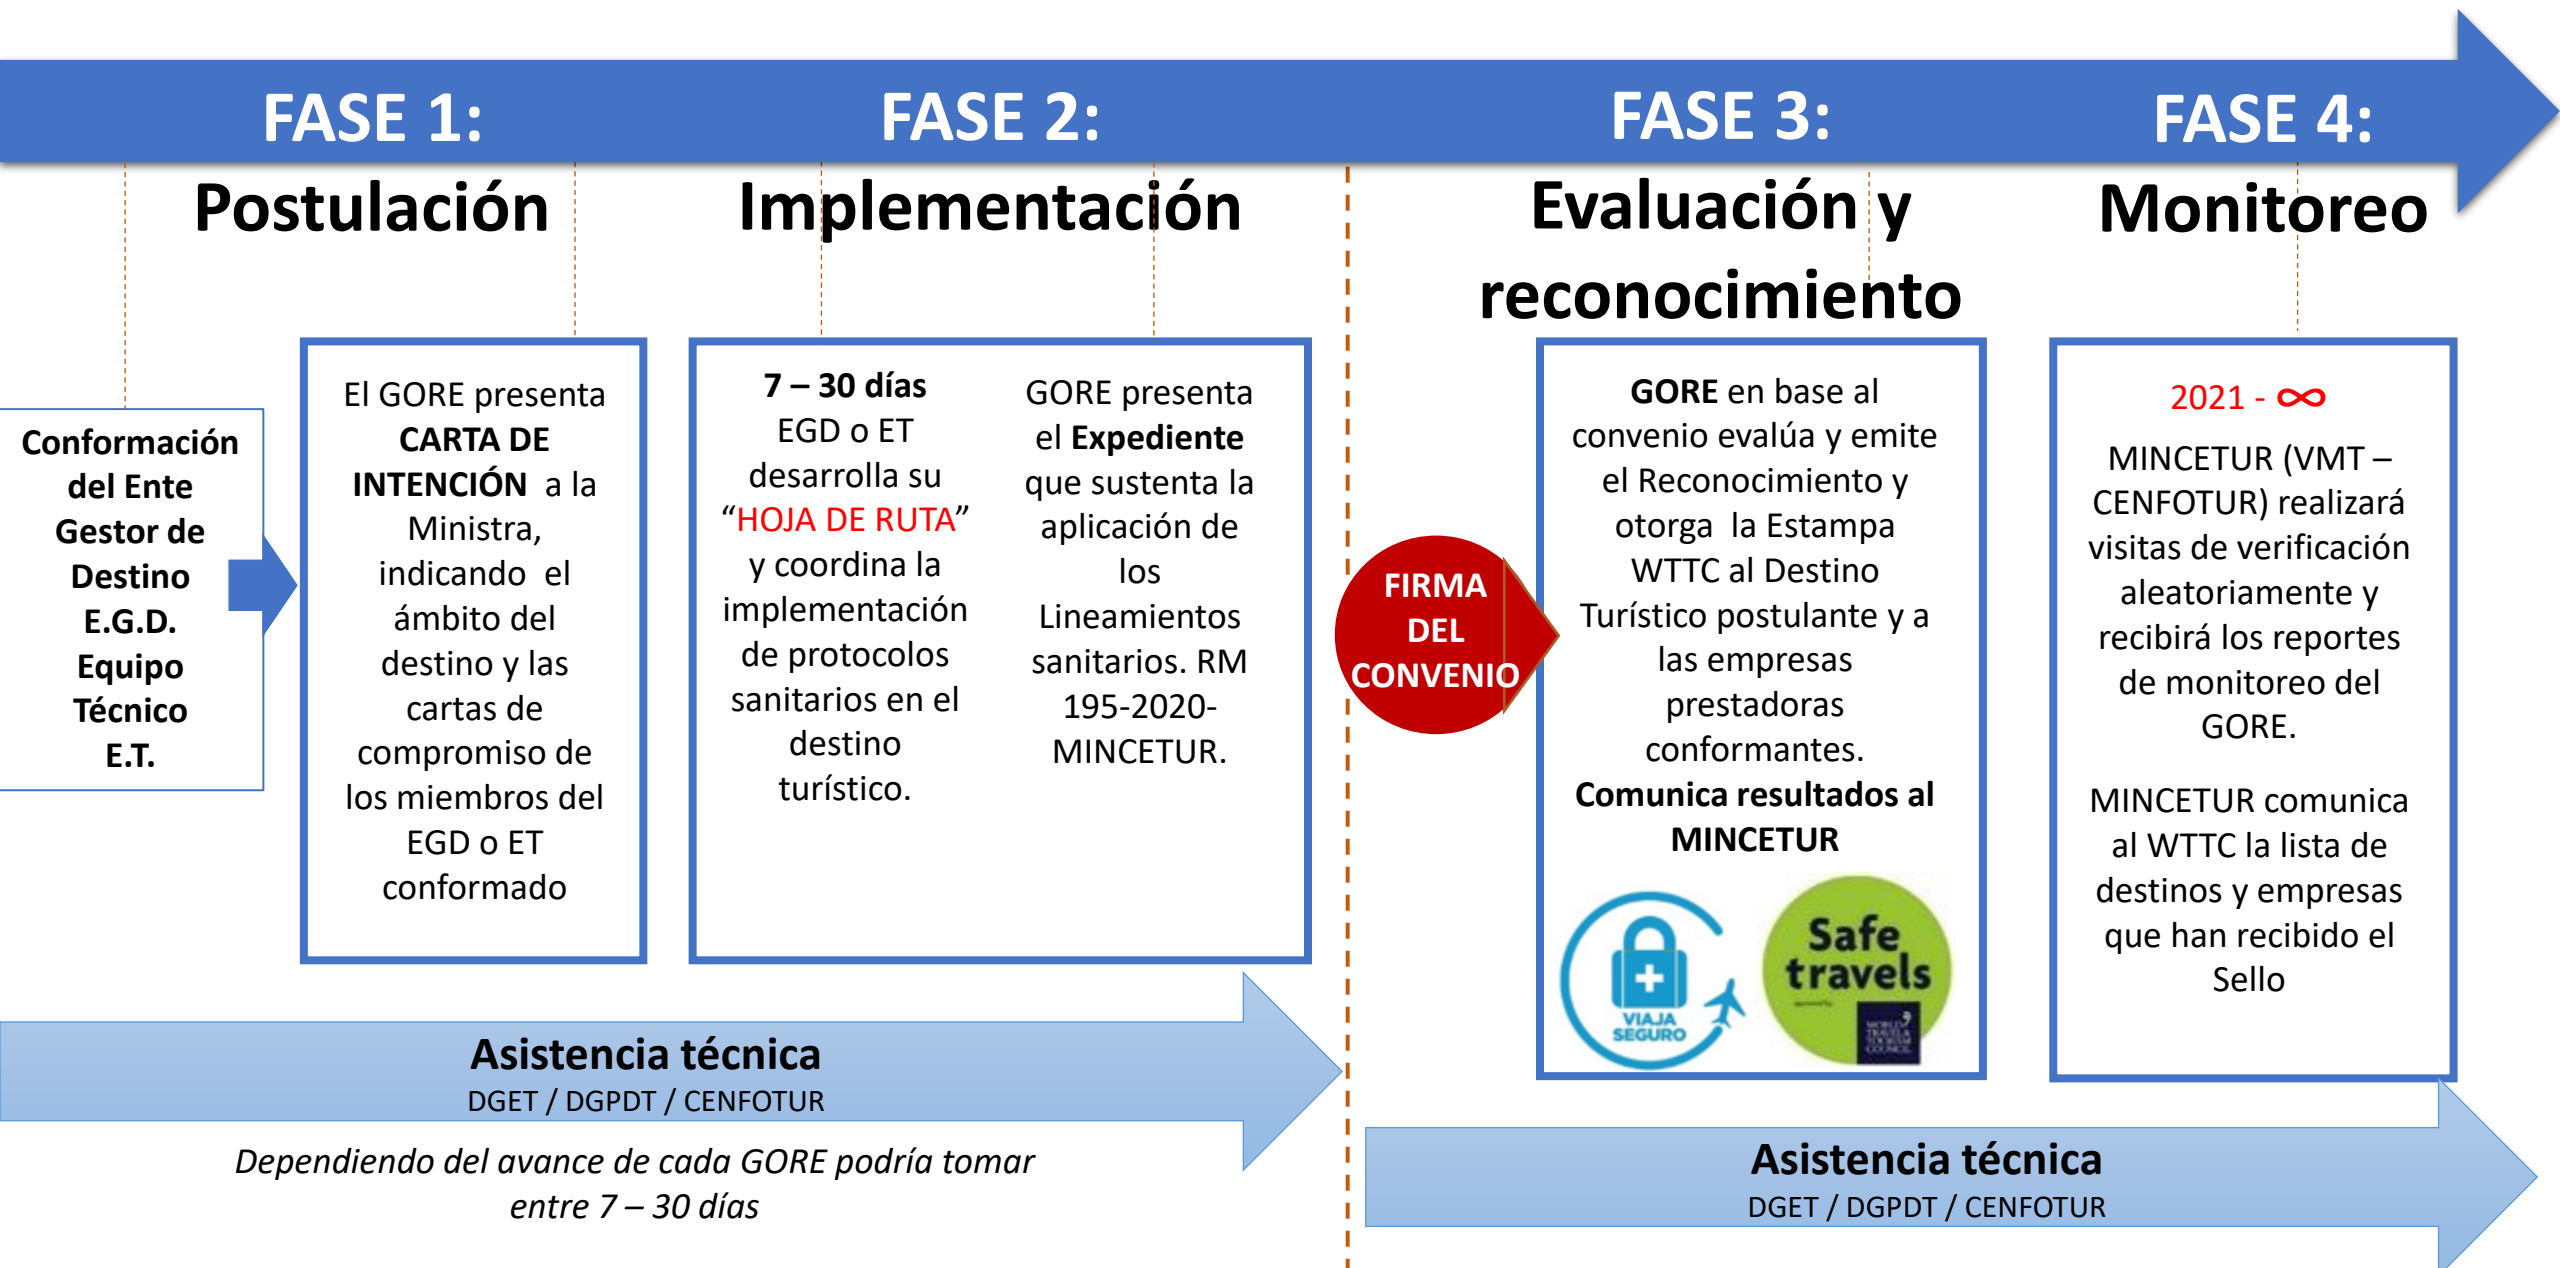 FASE 1:
FASE 2:
FASE 3:
FASE 4:
Postulación
Implementación
Evaluación y
reconocimiento
Monitoreo
Conformación
del Ente
Gestor de
Destino
E.G.D.
Equipo
Técnico
E.T.
El GORE presenta
CARTA DE
INTENCIÓN a la
Ministra,
indicando el
ámbito del
destino y las
cartas de
compromiso de
los miembros del
EGD o ET
conformado
7 – 30 días
EGD o ET
desarrolla su
“HOJA DE RUTA”
y coordina la
implementación
de protocolos
sanitarios en el
destino
turístico.
GORE presenta
el Expediente
que sustenta la
aplicación de
los
Lineamientos
sanitarios. RM
195-2020-
MINCETUR.
FIRMA
DEL
CONVENIO
GORE en base al
convenio evalúa y emite
el Reconocimiento y
otorga la Estampa
WTTC al Destino
Turístico postulante y a
las empresas
prestadoras
conformantes.
Comunica resultados al
MINCETUR
VIAJA
SEGURO
Safe
travels
WORLD
TRAVEL &
TOURISM
COUNCIL
2021 - ∞
MINCETUR (VMT –
CENFOTUR) realizará
visitas de verificación
aleatoriamente y
recibirá los reportes
de monitoreo del
GORE.
MINCETUR comunica
al WTTC la lista de
destinos y empresas
que han recibido el
Sello
Asistencia técnica
DGET / DGPDT / CENFOTUR
Dependiendo del avance de cada GORE podría tomar
entre 7 – 30 días
Asistencia técnica
DGET / DGPDT / CENFOTUR